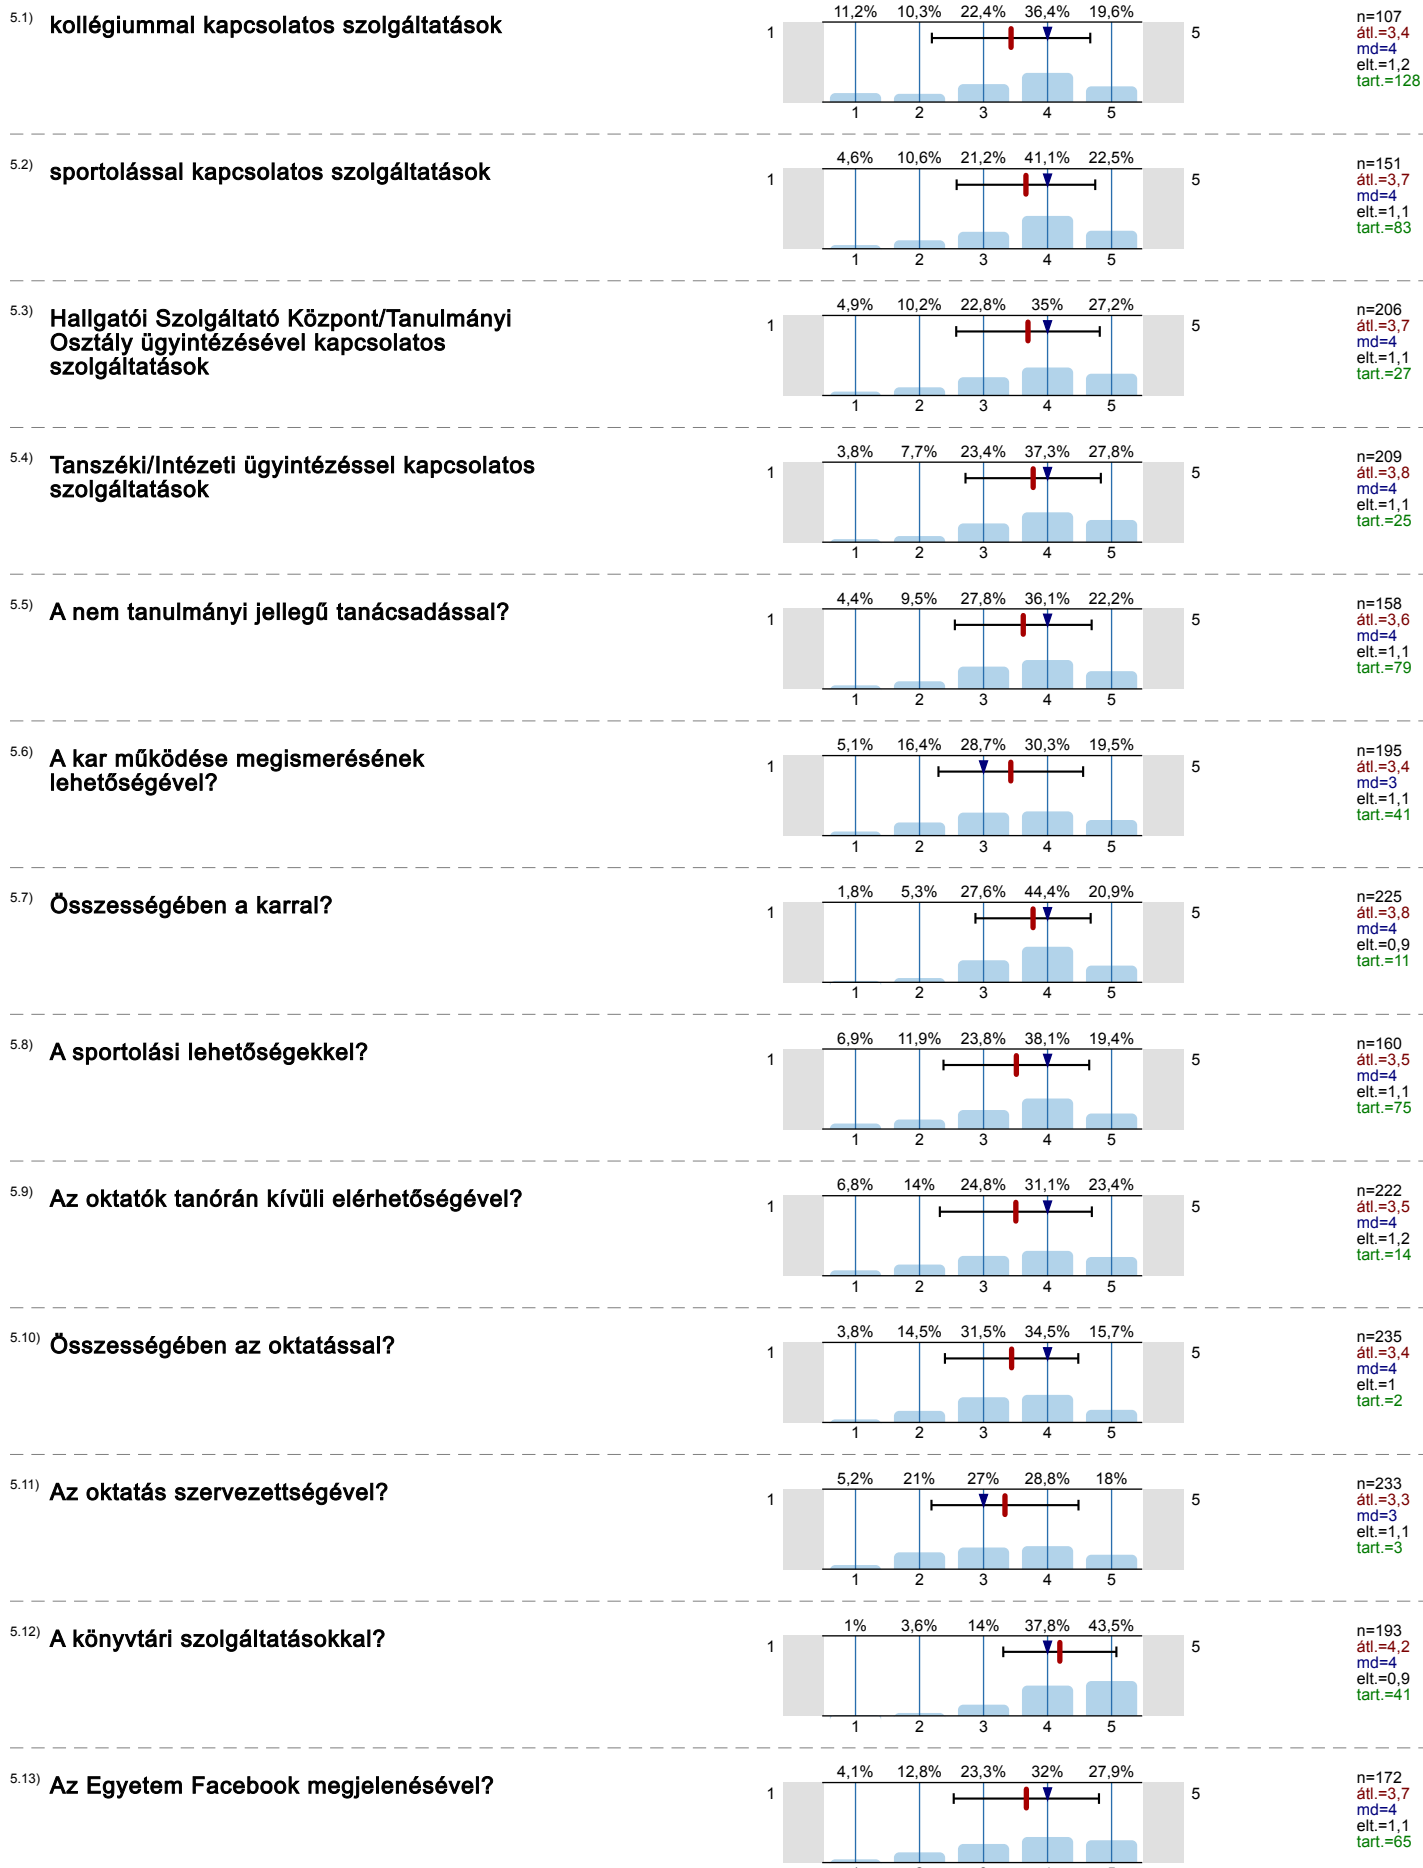 5.1) kollégiummal kapcsolatos szolgáltatások
11,2% 10,3% 22,4% 36,4% 19,6%
1 5
1 2 3 4 5
n=107
átl.=3,4
md=4
elt.=1,2
tart.=128
5.2) sportolással kapcsolatos szolgáltatások
4,6% 10,6% 21,2% 41,1% 22,5%
1 5
1 2 3 4 5
n=151
átl.=3,7
md=4
elt.=1,1
tart.=83
5.3) Hallgatói Szolgáltató Központ/Tanulmányi
Osztály ügyintézésével kapcsolatos
szolgáltatások
4,9% 10,2% 22,8% 35% 27,2%
1 5
1 2 3 4 5
n=206
átl.=3,7
md=4
elt.=1,1
tart.=27
5.4) Tanszéki/Intézeti ügyintézéssel kapcsolatos
szolgáltatások
3,8% 7,7% 23,4% 37,3% 27,8%
1 5
1 2 3 4 5
n=209
átl.=3,8
md=4
elt.=1,1
tart.=25
5.5) A nem tanulmányi jellegű tanácsadással?
4,4% 9,5% 27,8% 36,1% 22,2%
1 5
1 2 3 4 5
n=158
átl.=3,6
md=4
elt.=1,1
tart.=79
5.6) A kar működése megismerésének
lehetőségével?
5,1% 16,4% 28,7% 30,3% 19,5%
1 5
1 2 3 4 5
n=195
átl.=3,4
md=3
elt.=1,1
tart.=41
5.7) Összességében a karral?
1,8% 5,3% 27,6% 44,4% 20,9%
1 5
1 2 3 4 5
n=225
átl.=3,8
md=4
elt.=0,9
tart.=11
5.8) A sportolási lehetőségekkel?
6,9% 11,9% 23,8% 38,1% 19,4%
1 5
1 2 3 4 5
n=160
átl.=3,5
md=4
elt.=1,1
tart.=75
5.9) Az oktatók tanórán kívüli elérhetőségével?
6,8% 14% 24,8% 31,1% 23,4%
1 5
1 2 3 4 5
n=222
átl.=3,5
md=4
elt.=1,2
tart.=14
5.10) Összességében az oktatással?
3,8% 14,5% 31,5% 34,5% 15,7%
1 5
1 2 3 4 5
n=235
átl.=3,4
md=4
elt.=1
tart.=2
5.11) Az oktatás szervezettségével?
5,2% 21% 27% 28,8% 18%
1 5
1 2 3 4 5
n=233
átl.=3,3
md=3
elt.=1,1
tart.=3
5.12) A könyvtári szolgáltatásokkal?
1% 3,6% 14% 37,8% 43,5%
1 5
1 2 3 4 5
n=193
átl.=4,2
md=4
elt.=0,9
tart.=41
5.13) Az Egyetem Facebook megjelenésével?
4,1% 12,8% 23,3% 32% 27,9%
1 5
n=172
átl.=3,7
md=4
elt.=1,1
tart.=65